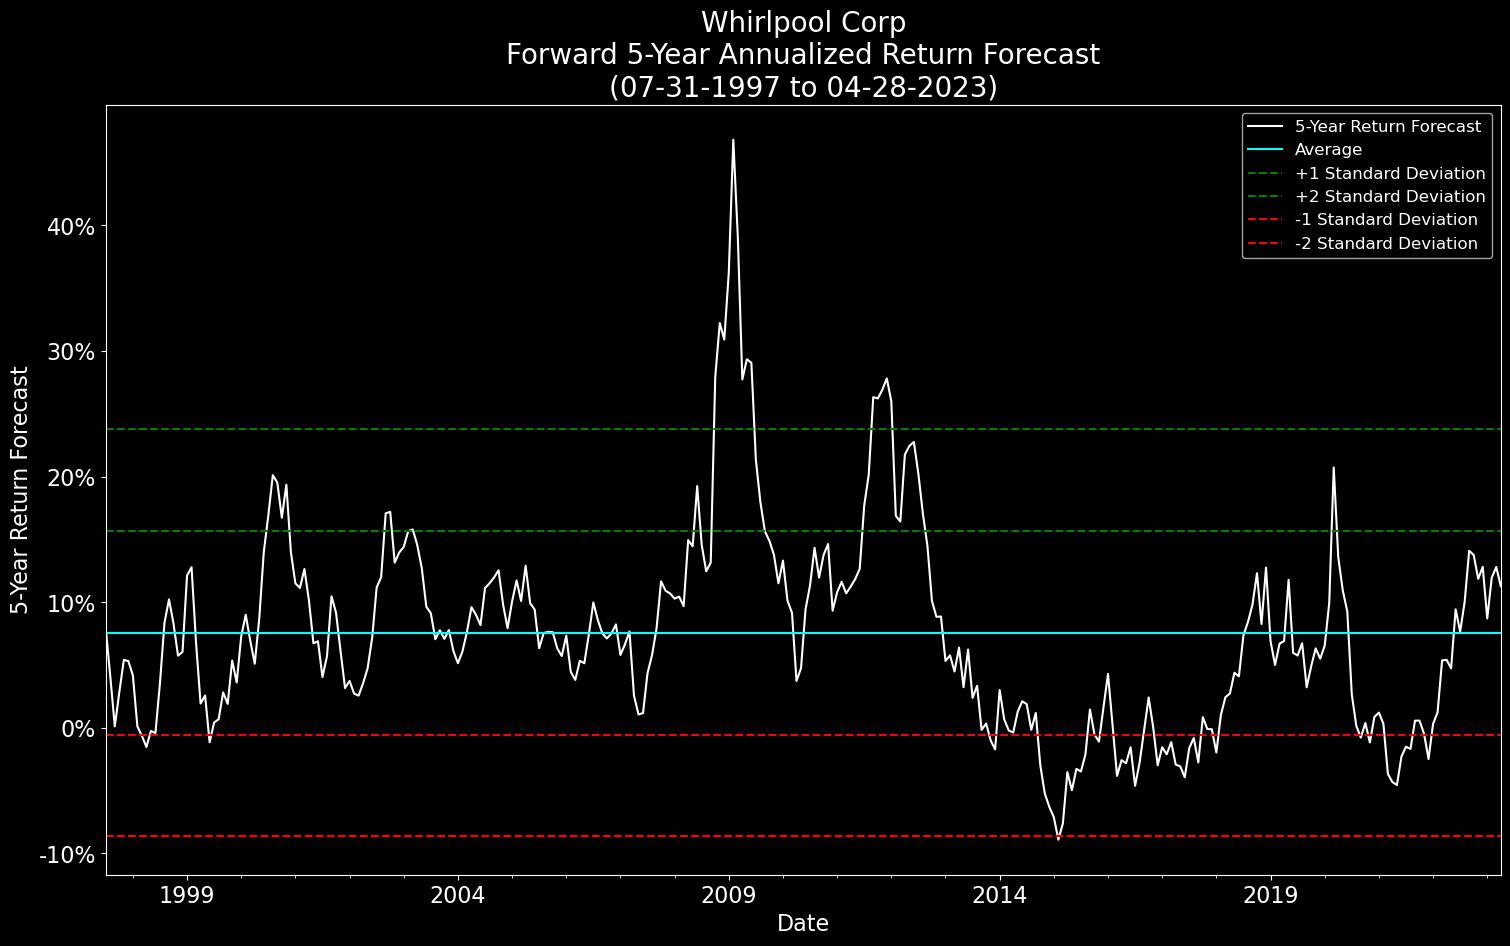 Whirlpool Corp
Forward 5-Year Annualized Return Forecast
(07-31-1997 to 04-28-2023)
5-Year Return Forecast
Average
+1 Standard Deviation
+2 Standard Deviation
-1 Standard Deviation
-2 Standard Deviation
5-Year Return Forecast
40%
30%
20%
10%
0%
-10%
1999
2004
2009
2014
2019
Date